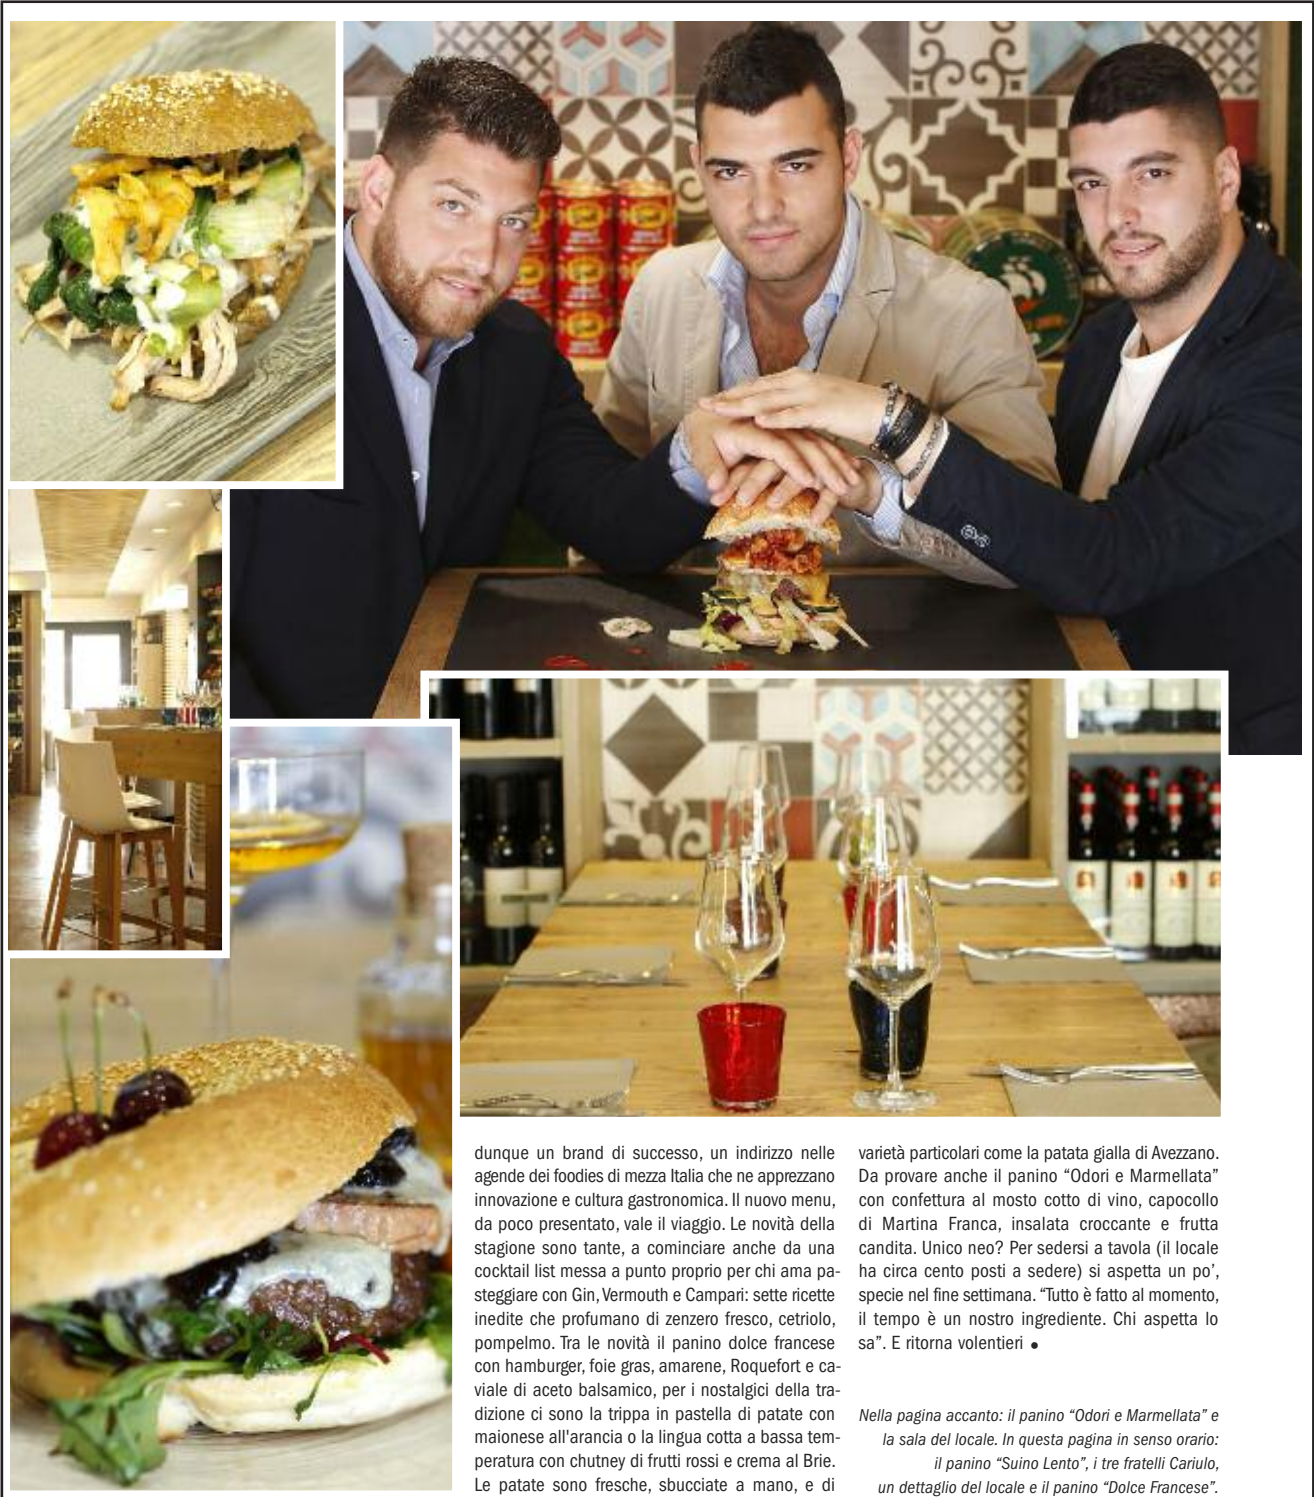 dunque un brand di successo, un indirizzo nelle
agende dei foodies di mezza Italia che ne apprezzano
innovazione e cultura gastronomica. Il nuovo menu,
da poco presentato, vale il viaggio. Le novità della
stagione sono tante, a cominciare anche da una
cocktail list messa a punto proprio per chi ama pa-
steggiare con Gin, Vermouth e Campari: sette ricette
inedite che profumano di zenzero fresco, cetriolo,
pompelmo. Tra le novità il panino dolce francese
con hamburger, foie gras, amarene, Roquefort e ca-
viale di aceto balsamico, per i nostalgici della tra-
dizione ci sono la trippa in pastella di patate con
maionese all'arancia o la lingua cotta a bassa tem-
peratura con chutney di frutti rossi e crema al Brie.
Le patate sono fresche, sbucciate a mano, e di
varietà particolari come la patata gialla di Avezzano.
Da provare anche il panino “Odori e Marmellata”
con confettura al mosto cotto di vino, capocollo
di Martina Franca, insalata croccante e frutta
candita. Unico neo? Per sedersi a tavola (il locale
ha circa cento posti a sedere) si aspetta un po’,
specie nel fine settimana. “Tutto è fatto al momento,
il tempo è un nostro ingrediente. Chi aspetta lo
sa”. E ritorna volentieri ●
Nella pagina accanto: il panino “Odori e Marmellata” e
la sala del locale. In questa pagina in senso orario:
il panino “Suino Lento”, i tre fratelli Cariulo,
un dettaglio del locale e il panino “Dolce Francese”.